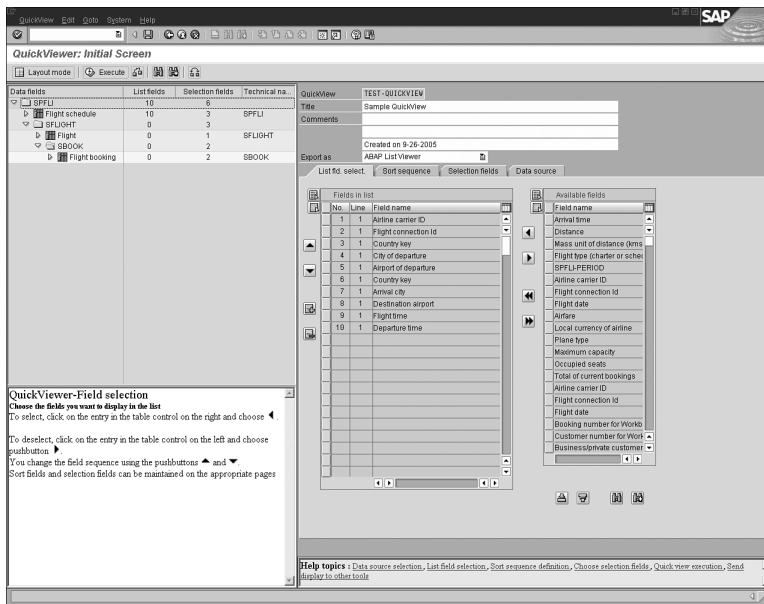 QuickView Edit Goto System Help
SAP
QuickViewer: Initial Screen
Layout mode Execute
Data fields List fields Selection fields Technical na...
SPFLI 10 6
Flight schedule 10 3 SPFLI
SFLIGHT 0 3
Flight 0 1 SFLIGHT
SBOOK 0 2
Flight booking 0 2 SBOOK
QuickView TEST-QUICKVIEW
Title Sample QuickView
Comments
Created on 9-26-2005
Export as ABAP List Viewer
List fld. select. Sort sequence Selection fields Data source
Fields in list
No. Line Field name
1 1 Airline carrier ID
2 1 Flight connection Id
3 1 Country key
4 1 City of departure
5 1 Airport of departure
6 1 Country key
7 1 Arrival city
8 1 Destination airport
9 1 Flight time
10 1 Departure time
Available fields
Field name
Arrival time
Distance
Mass unit of distance (kms
Flight type (charter or sched
SPFLI-PERIOD
Airline carrier ID
Flight connection Id
Flight date
Airfare
Local currency of airline
Plane type
Maximum capacity
Occupied seats
Total of current bookings
Airline carrier ID
Flight connection Id
Flight date
Booking number for Workb
Customer number for Work
Business/private customer
QuickViewer-Field selection
Choose the fields you want to display in the list
To select, click on the entry in the table control on the right and choose .
To deselect, click on the entry in the table control on the left and choose
pushbutton .
You change the field sequence using the pushbuttons and .
Sort fields and selection fields can be maintained on the appropriate pages
Help topics : Data source selection , List field selection , Sort sequence definition , Choose selection fields , Quick view execution , Send
display to other tools